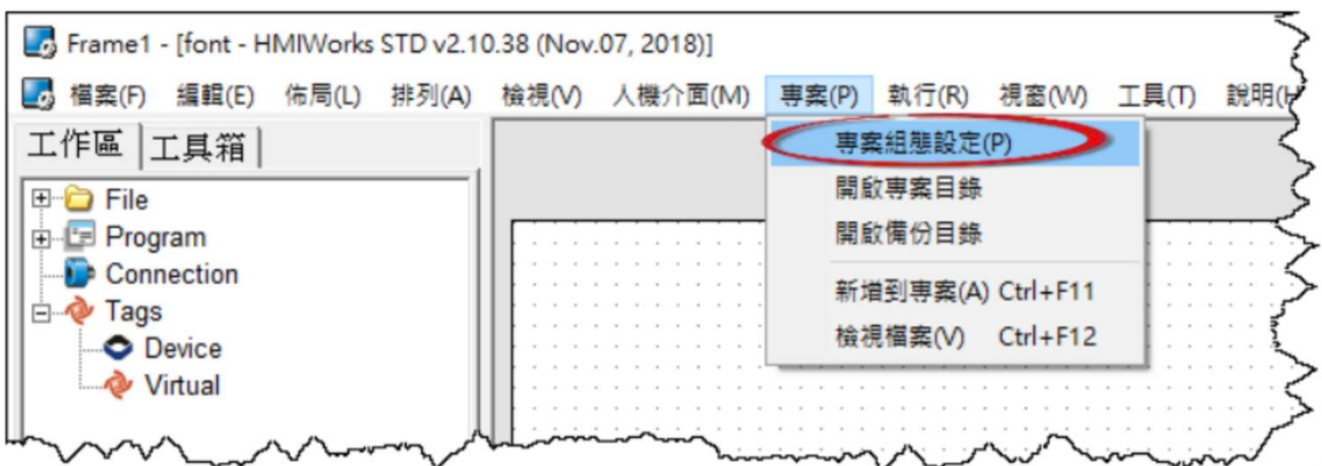 Frame1 - [font - HMIWorks STD v2.10.38 (Nov.07, 2018)]
檔案(F) 編輯(E) 佈局(L) 排列(A) 檢視(V) 人機介面(M) 專案(P) 執行(R) 視窗(W) 工具(T) 說明(H
工作區 工具箱
專案組態設定(P)
開啟專案目錄
開啟備份目錄
新增到專案(A) Ctrl+F11
檢視檔案(V) Ctrl+F12
File
Program
Connection
Tags
Device
Virtual